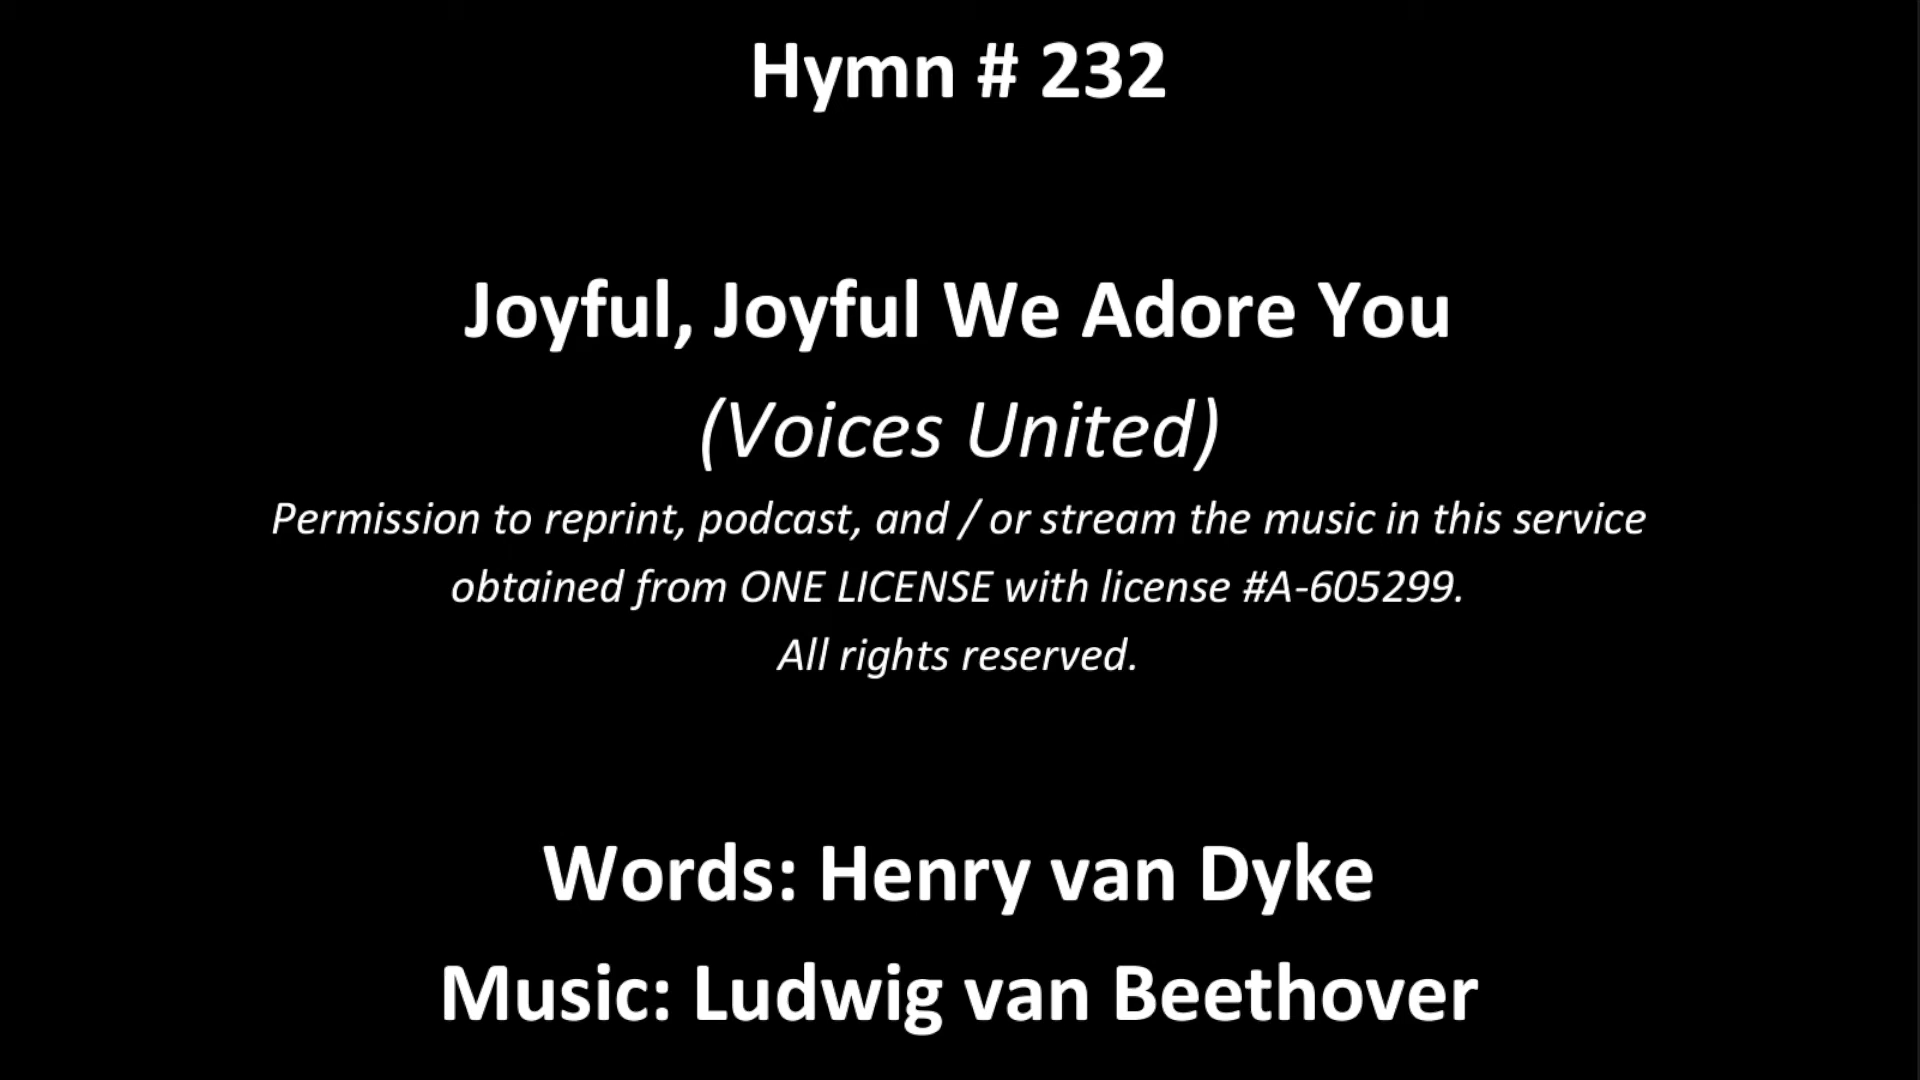 Hymn # 232
Joyful, Joyful We Adore You
(Voices United)
Permission to reprint, podcast, and / or stream the music in this service
obtained from ONE LICENSE with license #A-605299.
All rights reserved.
Words: Henry van Dyke
Music: Ludwig van Beethover